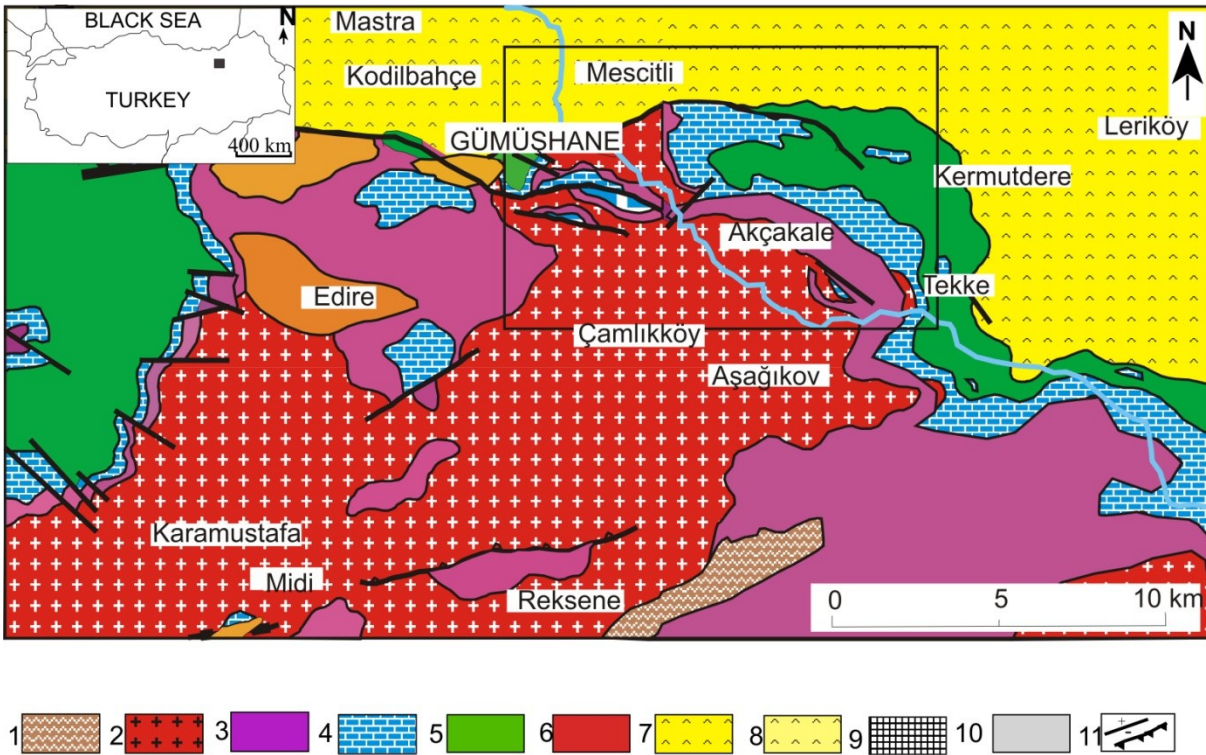 BLACK SEA
N
TURKEY
400 km
Mastra
Kodilbahçe
Mescitli
N
Leriköy
GÜMÜŞHANE
Kermutdere
Akçakale
Edire
Tekke
Çamlıkköy
Aşağıkov
Karamustafa
Midi
Reksene
0 5 10 km
1 2 3 4 5 6 7 8 9 10 11